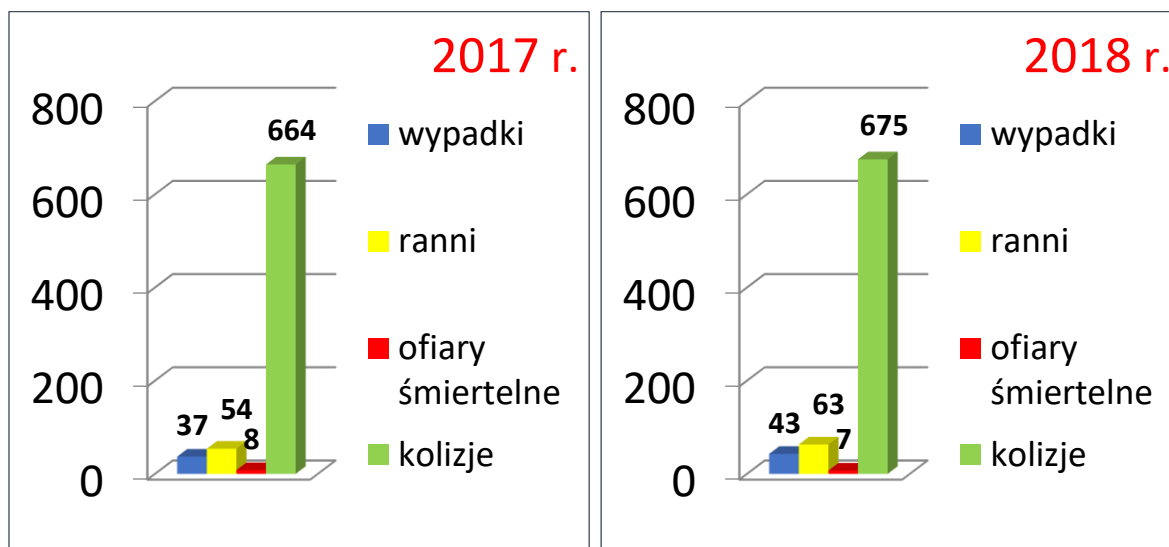 2017 r.
800
600
400
200
0
37
54
8
664
wypadki
ranni
ofiary
śmiertelne
kolizje
2018 r.
800
600
400
200
0
43
63
7
675
wypadki
ranni
ofiary
śmiertelne
kolizje